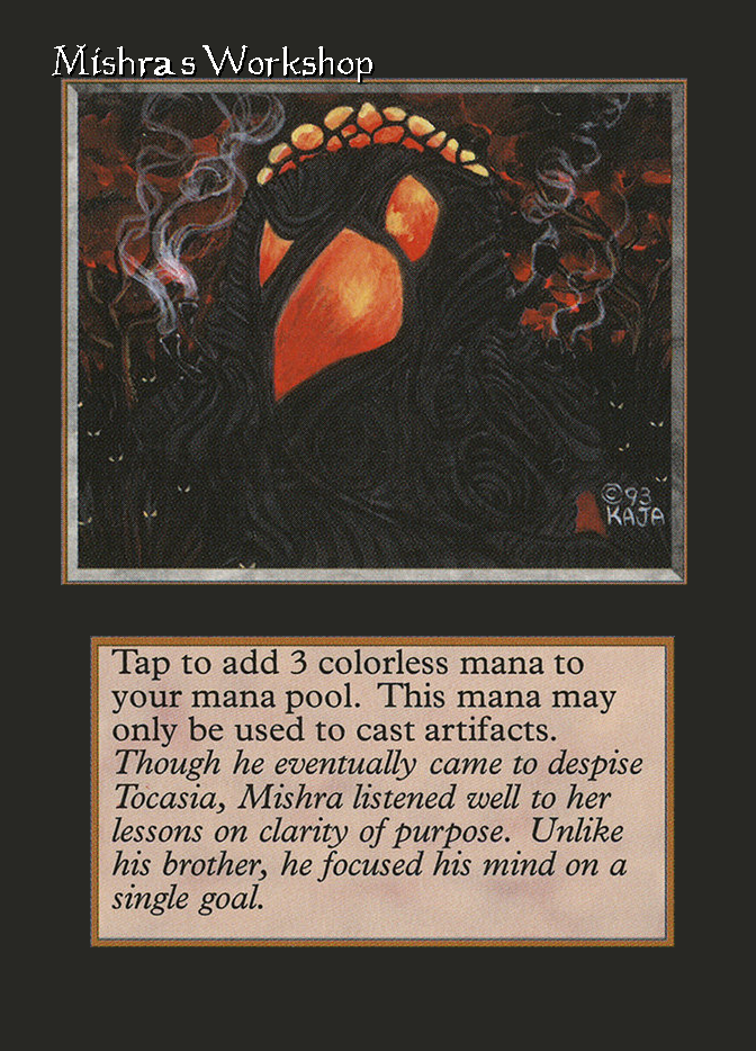 Mishra s Workshop
©93
KAJA
Tap to add 3 colorless mana to
your mana pool. This mana may
only be used to cast artifacts.
Though he eventually came to despise
Tocasia, Mishra listened well to her
lessons on clarity of purpose. Unlike
his brother, he focused his mind on a
single goal.